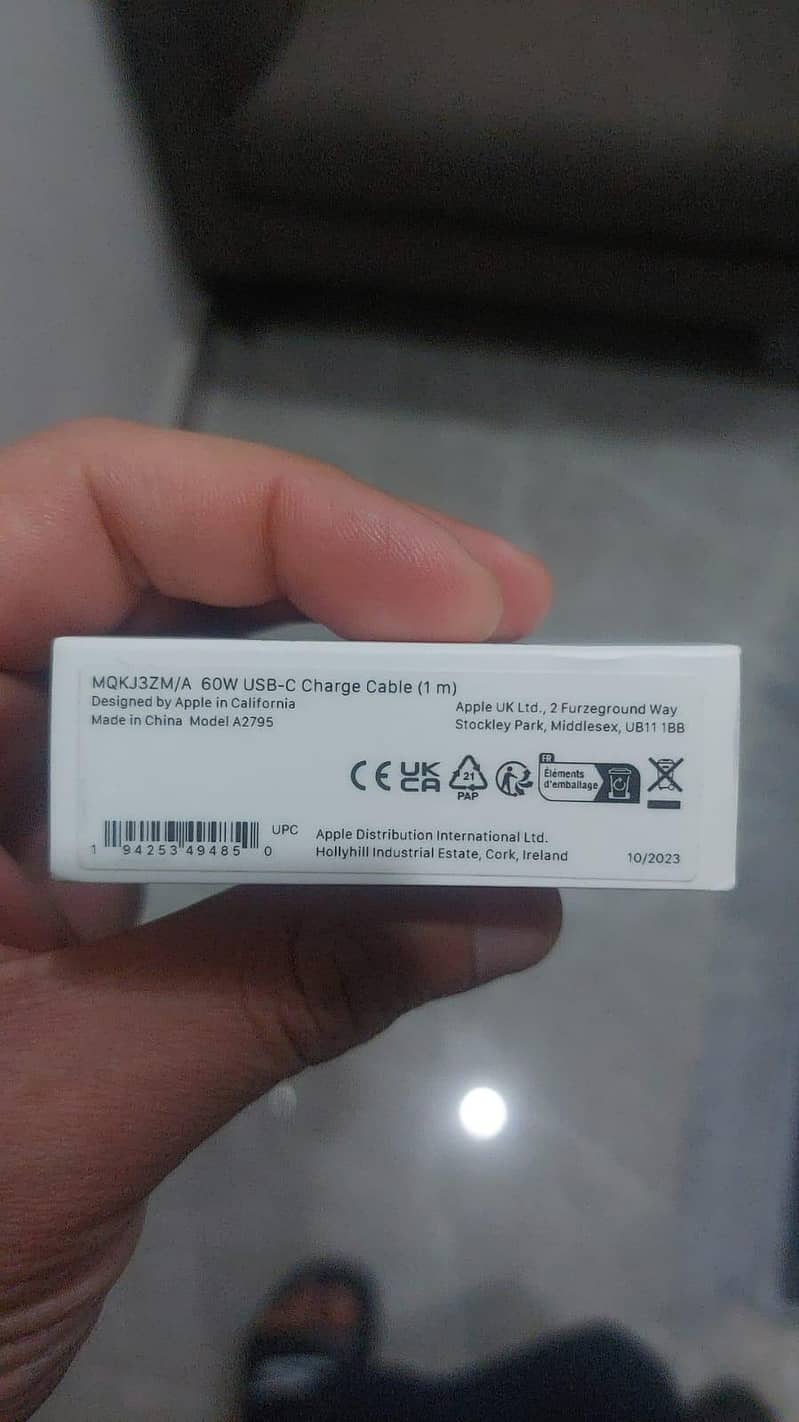 MQKJ3ZM/A 60W USB-C Charge Cable (1 m)
Designed by Apple in California
Made in China Model A2795
Apple UK Ltd., 2 Furzeground Way
Stockley Park, Middlesex, UB11 1BB
CE UK
CA
21
PAP
FR
Éléments
d'emballage
UPC
1 94253 49485 0
Apple Distribution International Ltd.
Hollyhill Industrial Estate, Cork, Ireland
10/2023